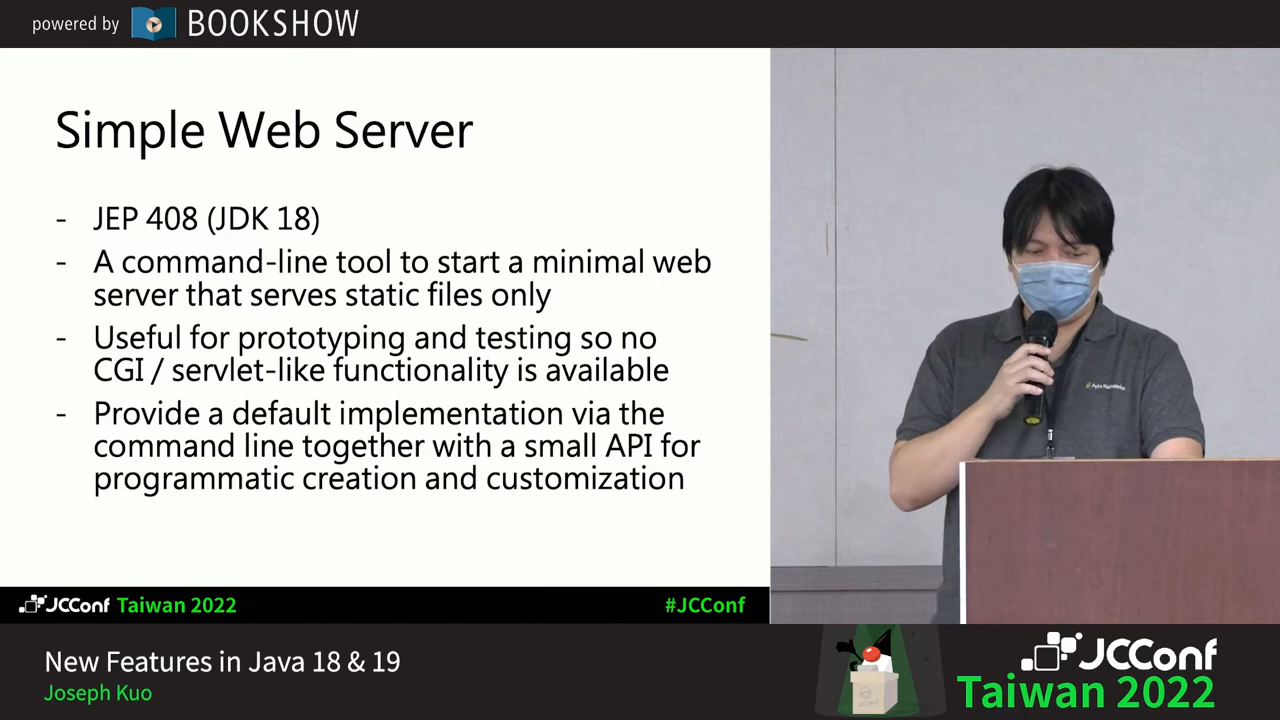 powered by BOOKSHOW
Simple Web Server
- JEP 408 (JDK 18)
- A command-line tool to start a minimal web
server that serves static files only
- Useful for prototyping and testing so no
CGI / servlet-like functionality is available
- Provide a default implementation via the
command line together with a small API for
programmatic creation and customization
JCConf Taiwan 2022
#JCConf
New Features in Java 18 & 19
Joseph Kuo
JCConf
Taiwan 2022